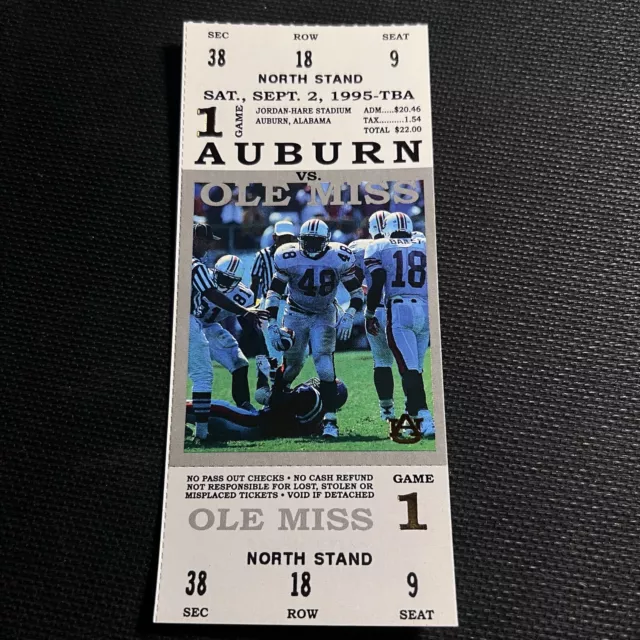 SEC ROW SEAT
38 18 9
NORTH STAND
SAT., SEPT. 2, 1995-TBA
1 GAME
JORDAN-HARE STADIUM ADM.....$20.46
AUBURN, ALABAMA TAX..........1.54
TOTAL $22.00
AUBURN
VS.
OLE MISS
48
18
81
AU
NO PASS OUT CHECKS • NO CASH REFUND
NOT RESPONSIBLE FOR LOST, STOLEN OR
MISPLACED TICKETS • VOID IF DETACHED
GAME
1
OLE MISS
NORTH STAND
38 18 9
SEC ROW SEAT